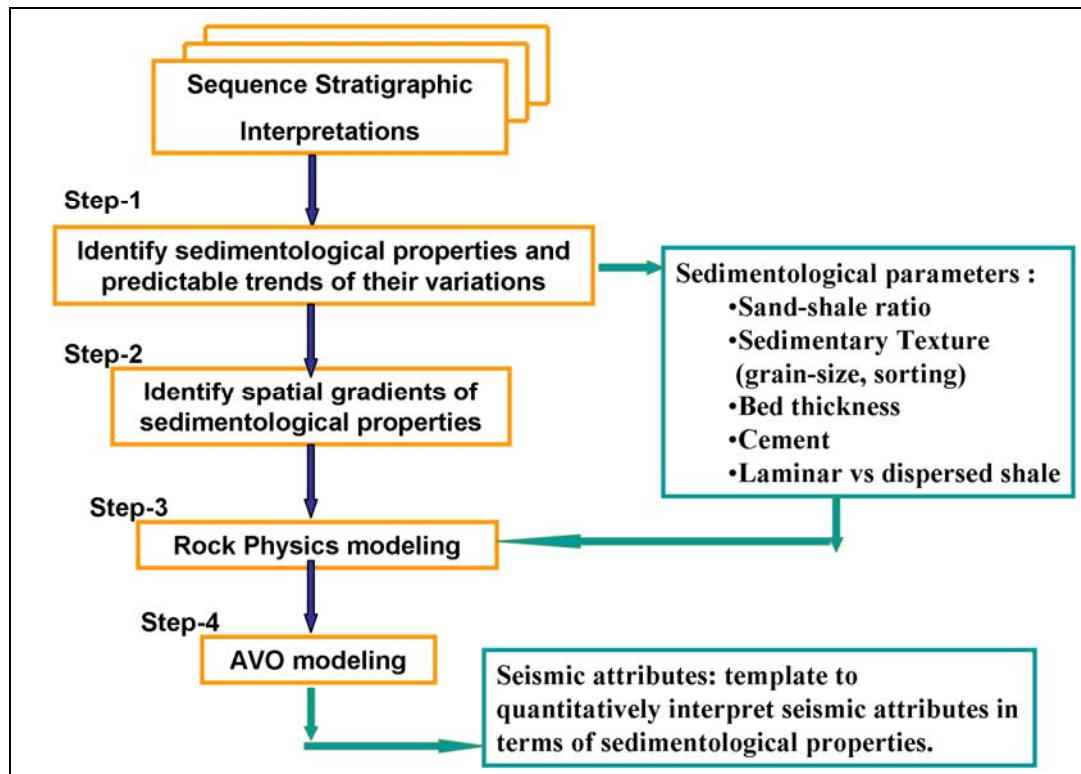 Sequence Stratigraphic
Interpretations
Step-1
Identify sedimentological properties and
predictable trends of their variations
Sedimentological parameters :
•Sand-shale ratio
•Sedimentary Texture
(grain-size, sorting)
•Bed thickness
•Cement
•Laminar vs dispersed shale
Step-2
Identify spatial gradients of
sedimentological properties
Step-3
Rock Physics modeling
Step-4
AVO modeling
Seismic attributes: template to
quantitatively interpret seismic attributes in
terms of sedimentological properties.